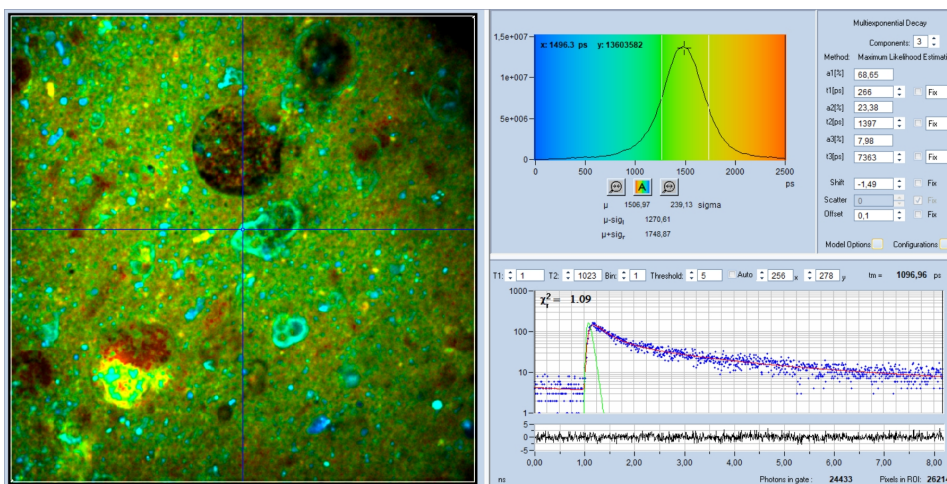 1,5e+007
1e+007
5e+006
0
x: 1496.3 ps y: 13603582
0 500 1000 1500 2000 2500
ps
A
µ 1506,97 239,13 sigma
µ-sigₗ 1270,61
µ+sigᵣ 1748,87
Multiexponential Decay
Components: 3
Method: Maximum Likelihood Estimati
a1[%] 68,65
t1[ps] 266 Fix
a2[%] 23,38
t2[ps] 1397 Fix
a3[%] 7,98
t3[ps] 7363 Fix
Shift -1,49 Fix
Scatter 0 Fix
Offset 0,1 Fix
Model Options Configurations
T1: 1 T2: 1023 Bin: 1 Threshold: 5 Auto 256 x 278 y tm = 1096,96 ps
1000
100
10
1
χᵣ² = 1.09
5
0
-5
0,00 1,00 2,00 3,00 4,00 5,00 6,00 7,00 8,00
ns
Photons in gate : 24433 Pixels in ROI: 2621